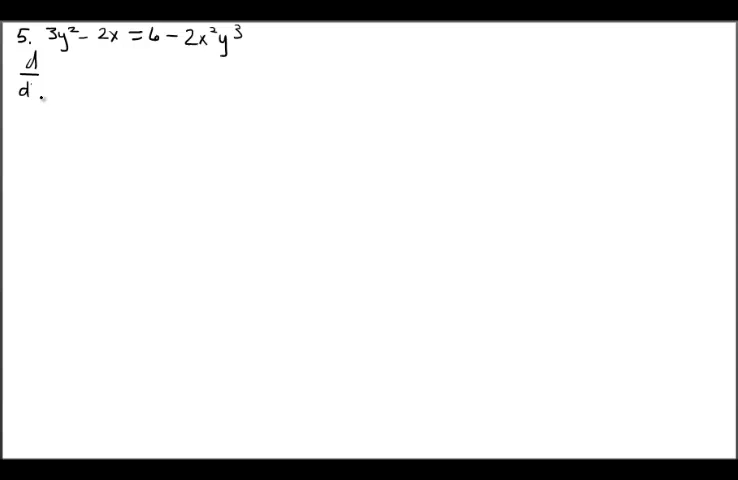 5. 3y² - 2x = 6 - 2x²y³
d
d